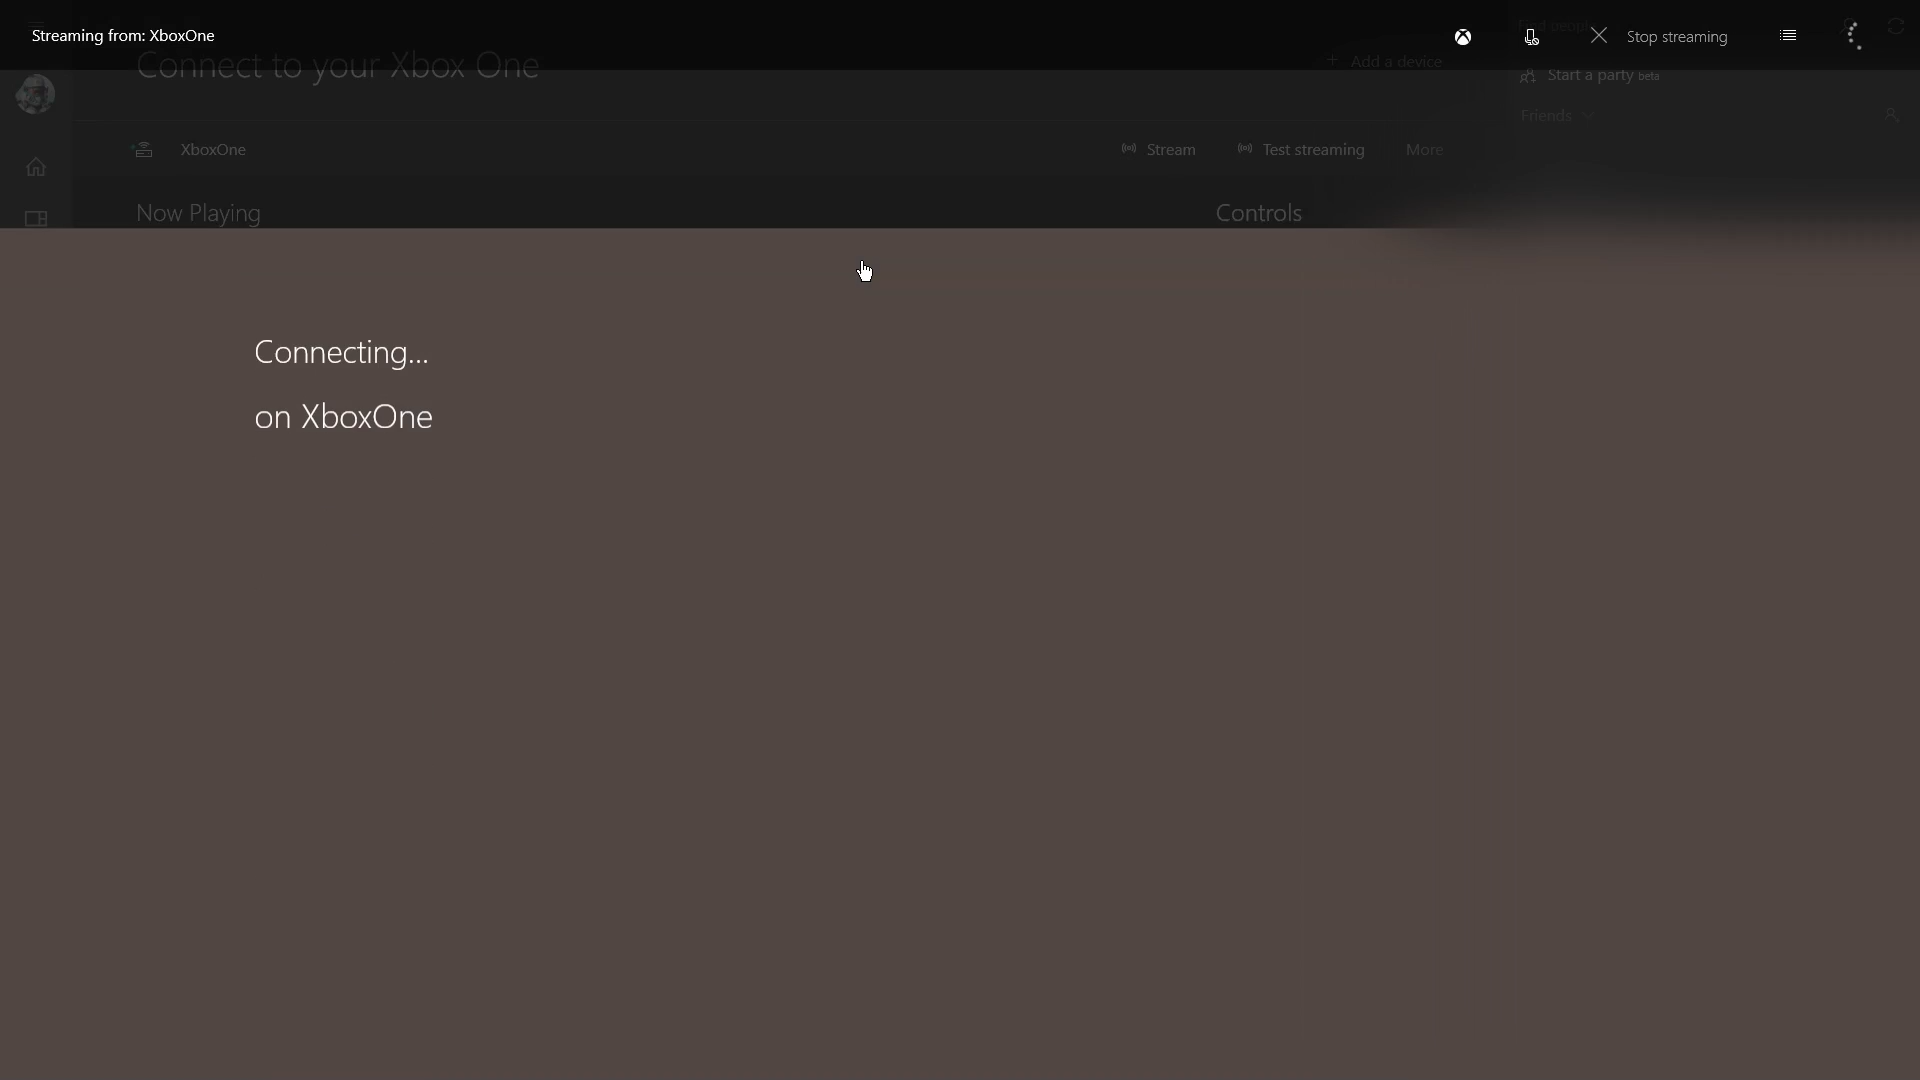 Streaming from: XboxOne
Stop streaming
Connect to your Xbox One
Add a device
Start a party beta
Friends
XboxOne
Stream
Test streaming
More
Now Playing
Controls
Connecting...
on XboxOne